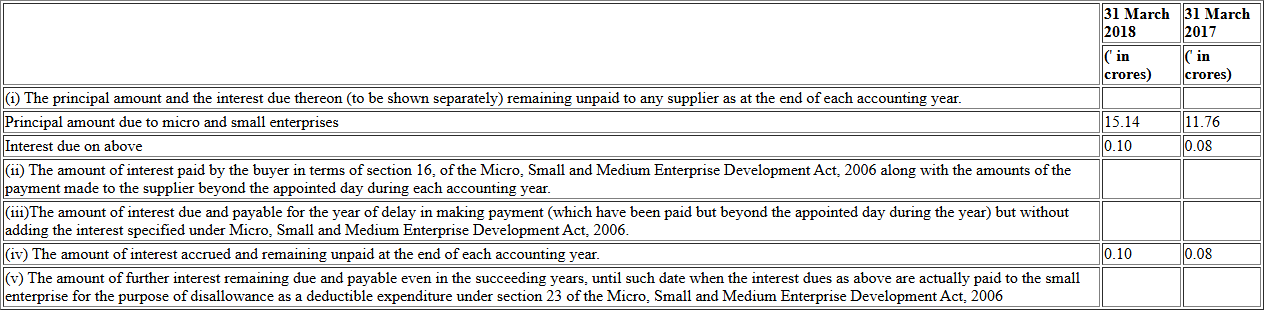 31 March 2018
31 March 2017
(' in crores)
(' in crores)
(i) The principal amount and the interest due thereon (to be shown separately) remaining unpaid to any supplier as at the end of each accounting year.
Principal amount due to micro and small enterprises 15.14 11.76
Interest due on above 0.10 0.08
(ii) The amount of interest paid by the buyer in terms of section 16, of the Micro, Small and Medium Enterprise Development Act, 2006 along with the amounts of the
payment made to the supplier beyond the appointed day during each accounting year.
(iii)The amount of interest due and payable for the year of delay in making payment (which have been paid but beyond the appointed day during the year) but without
adding the interest specified under Micro, Small and Medium Enterprise Development Act, 2006.
(iv) The amount of interest accrued and remaining unpaid at the end of each accounting year. 0.10 0.08
(v) The amount of further interest remaining due and payable even in the succeeding years, until such date when the interest dues as above are actually paid to the small
enterprise for the purpose of disallowance as a deductible expenditure under section 23 of the Micro, Small and Medium Enterprise Development Act, 2006